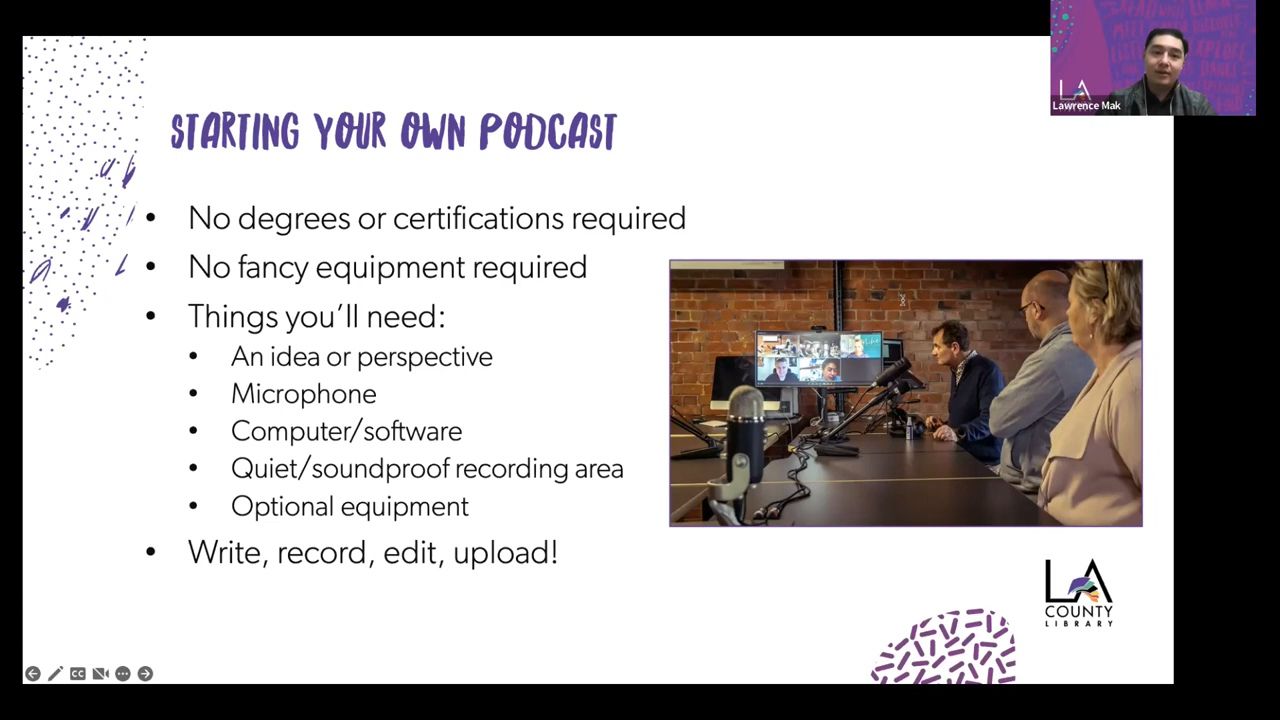 STARTING YOUR OWN PODCAST
• No degrees or certifications required
• No fancy equipment required
• Things you'll need:
• An idea or perspective
• Microphone
• Computer/software
• Quiet/soundproof recording area
• Optional equipment
• Write, record, edit, upload!
LA
COUNTY
LIBRARY
LA
Lawrence Mak
CC